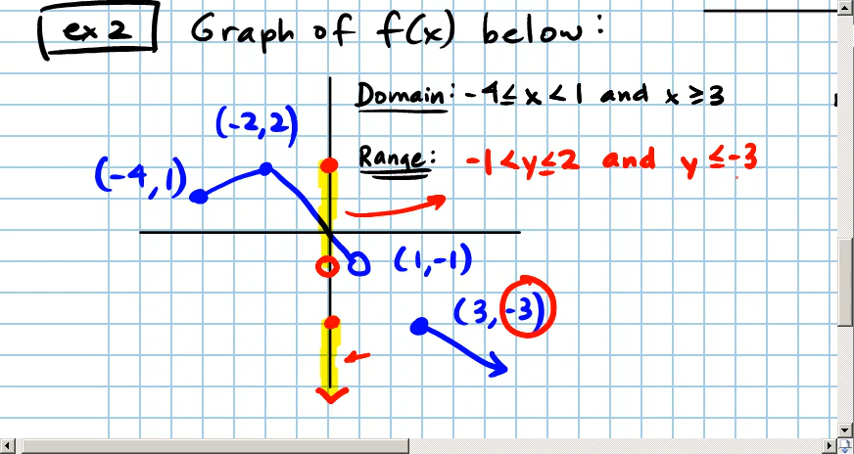 ex 2 Graph of f(x) below:
Domain: -4 ≤ x < 1 and x ≥ 3
(-2, 2)
Range: -1 < y ≤ 2 and y ≤ -3
(-4, 1)
(1, -1)
(3, -3)